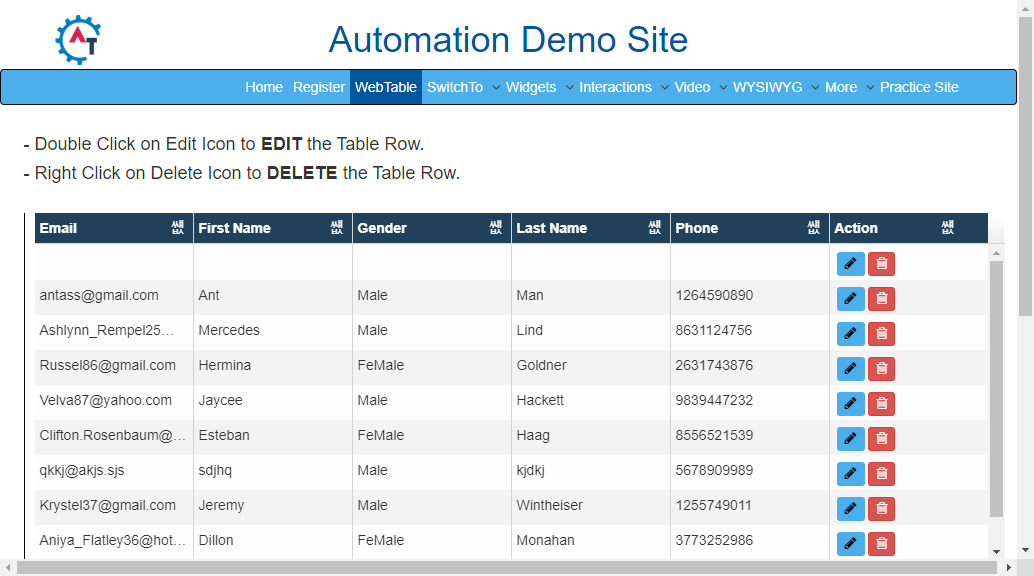 AT
Automation Demo Site
Home Register WebTable SwitchTo Widgets Interactions Video WYSIWYG More Practice Site
- Double Click on Edit Icon to EDIT the Table Row.
- Right Click on Delete Icon to DELETE the Table Row.
Email First Name Gender Last Name Phone Action
antass@gmail.com Ant Male Man 1264590890
Ashlynn_Rempel25... Mercedes Male Lind 8631124756
Russel86@gmail.com Hermina FeMale Goldner 2631743876
Velva87@yahoo.com Jaycee Male Hackett 9839447232
Clifton.Rosenbaum@... Esteban FeMale Haag 8556521539
qkkj@akjs.sjs sdjhq Male kjdkj 5678909989
Krystel37@gmail.com Jeremy Male Wintheiser 1255749011
Aniya_Flatley36@hot... Dillon FeMale Monahan 3773252986